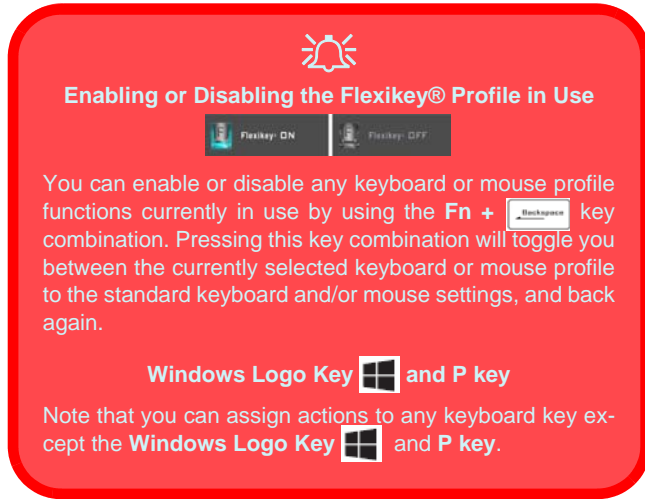 Enabling or Disabling the Flexikey® Profile in Use
Flexikey- ON Flexikey- OFF
You can enable or disable any keyboard or mouse profile
functions currently in use by using the Fn + Backspace key
combination. Pressing this key combination will toggle you
between the currently selected keyboard or mouse profile
to the standard keyboard and/or mouse settings, and back
again.
Windows Logo Key and P key
Note that you can assign actions to any keyboard key ex-
cept the Windows Logo Key and P key.